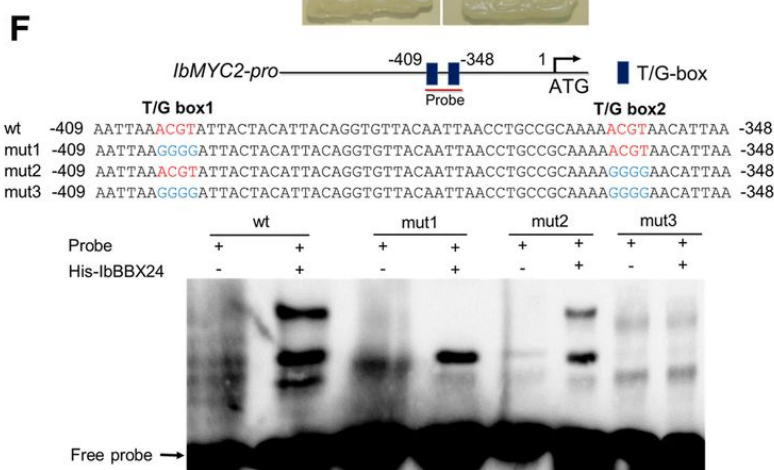 F
IbMYC2-pro -409 -348 1 ATG T/G-box
Probe
T/G box1 T/G box2
wt -409 AATTAAACGTATTACTACATTACAGGTGTTACAATTAACCTGCCGCAAAAACGTAACATTAA -348
mut1 -409 AATTAAGGGGATTACTACATTACAGGTGTTACAATTAACCTGCCGCAAAAACGTAACATTAA -348
mut2 -409 AATTAAACGTATTACTACATTACAGGTGTTACAATTAACCTGCCGCAAAAGGGGAACATTAA -348
mut3 -409 AATTAAGGGGATTACTACATTACAGGTGTTACAATTAACCTGCCGCAAAAGGGGAACATTAA -348
wt mut1 mut2 mut3
Probe + + + + + + + +
His-IbBBX24 - + - + - + - +
Free probe